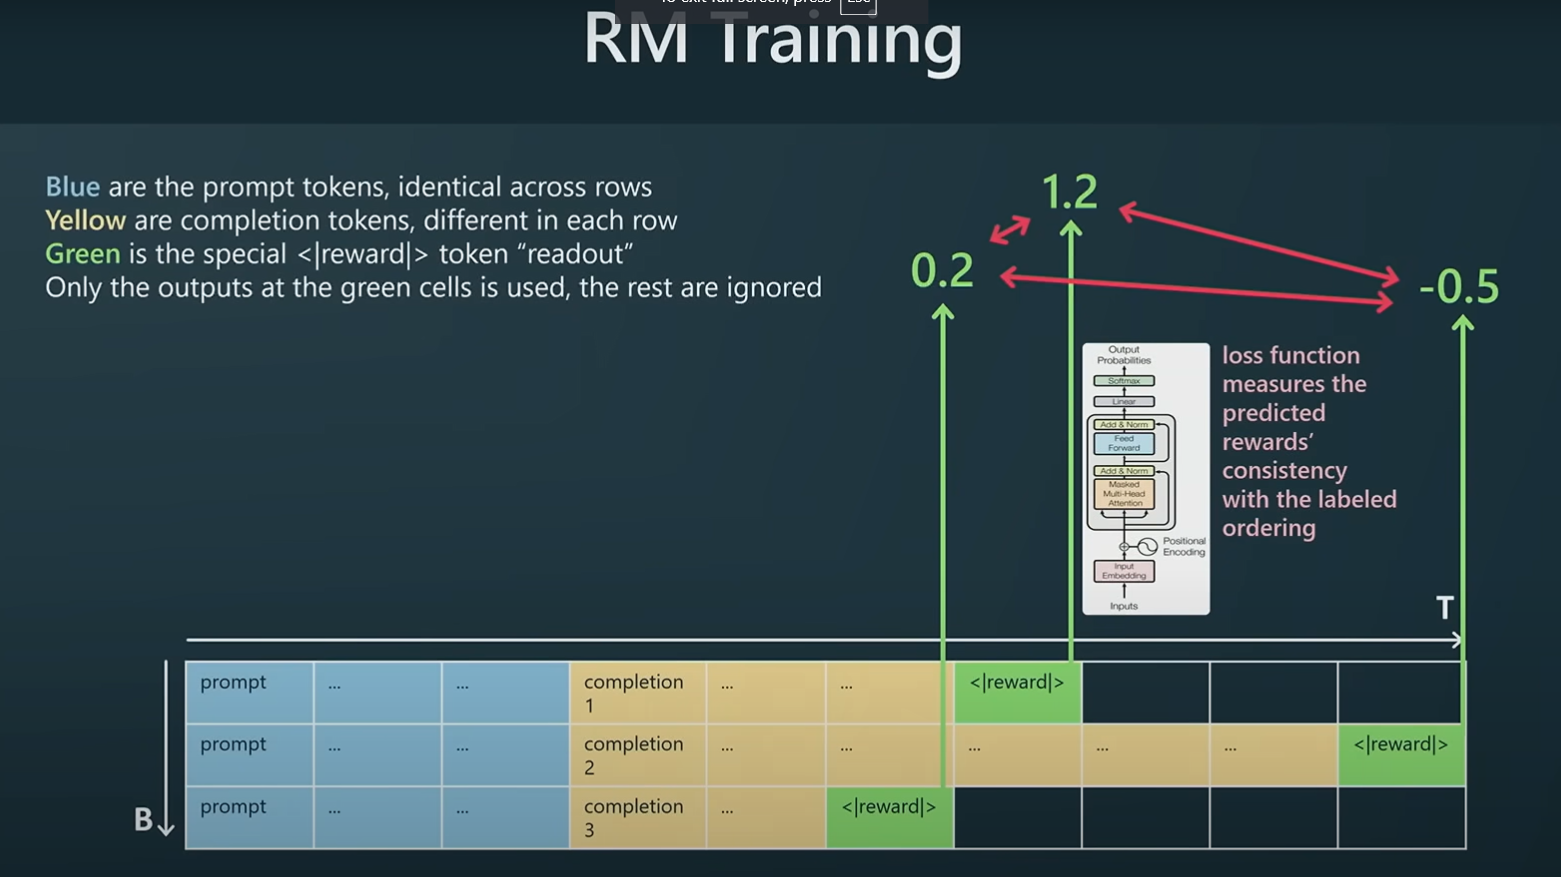 To exit full screen, press Esc
RM Training
Blue are the prompt tokens, identical across rows
Yellow are completion tokens, different in each row
Green is the special <|reward|> token “readout”
Only the outputs at the green cells is used, the rest are ignored
1.2
0.2
-0.5
Output
Probabilities
Softmax
Linear
Add & Norm
Feed
Forward
Add & Norm
Masked
Multi-Head
Attention
Positional
Encoding
Input
Embedding
Inputs
loss function
measures the
predicted
rewards’
consistency
with the labeled
ordering
T
B
prompt ... ... completion 1 ... ... <|reward|>
prompt ... ... completion 2 ... ... ... ... ... <|reward|>
prompt ... ... completion 3 ... <|reward|>